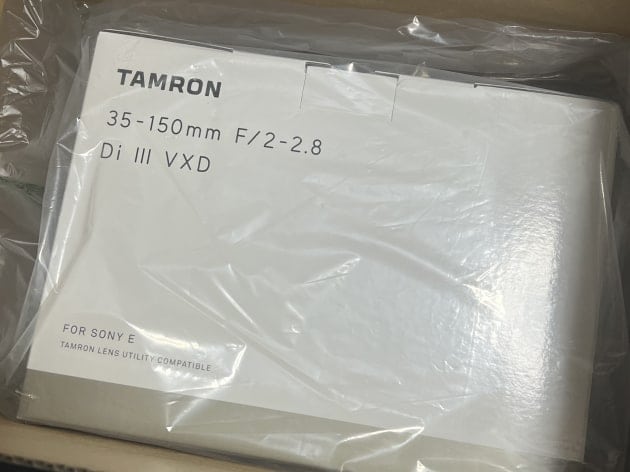 TAMRON
35-150mm F/2-2.8
Di III VXD
FOR SONY E
TAMRON LENS UTILITY COMPATIBLE